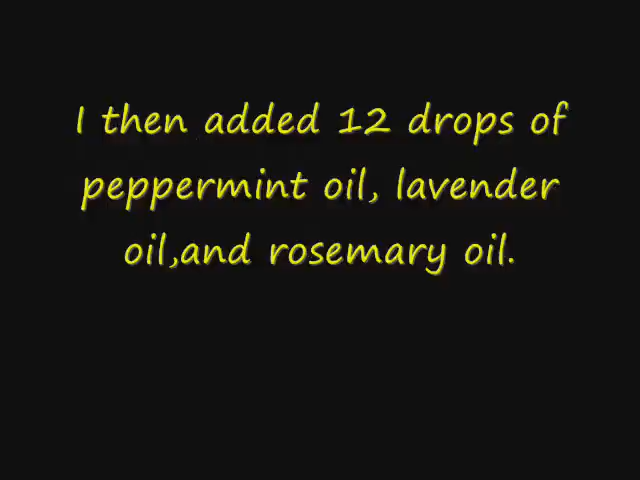 I then added 12 drops of
peppermint oil, lavender
oil,and rosemary oil.